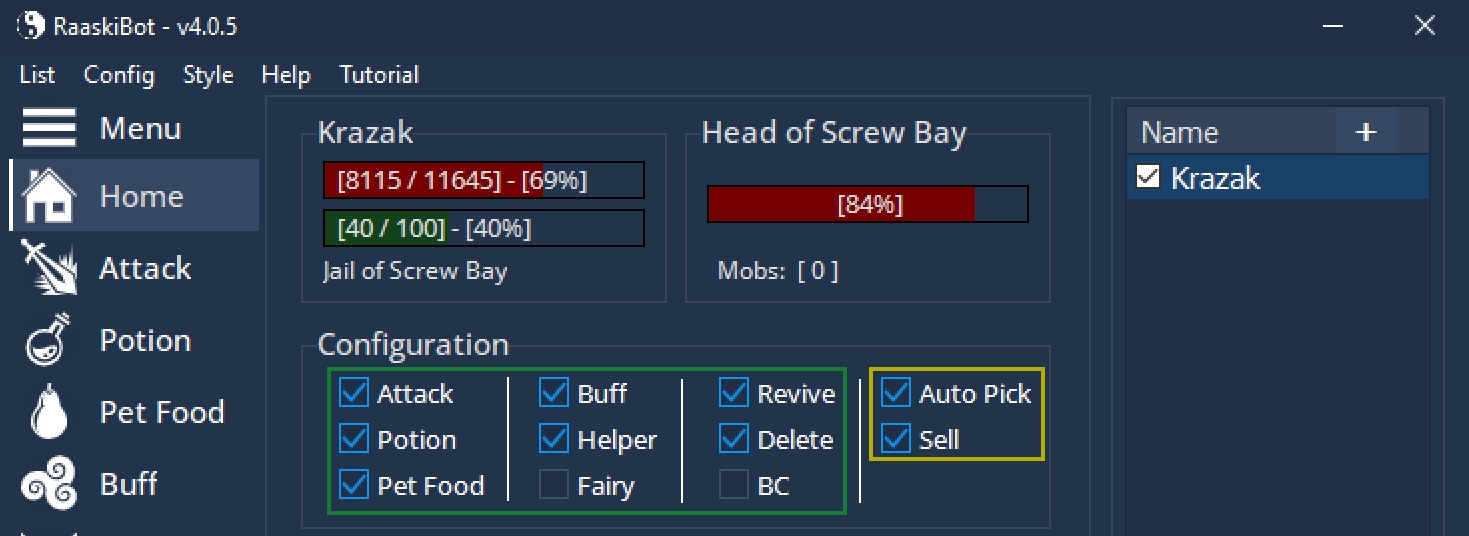 RaaskiBot - v4.0.5
List Config Style Help Tutorial
Menu
Home
Attack
Potion
Pet Food
Buff
Krazak
[8115 / 11645] - [69%]
[40 / 100] - [40%]
Jail of Screw Bay
Head of Screw Bay
[84%]
Mobs: [ 0 ]
Configuration
Attack Buff Revive Auto Pick
Potion Helper Delete Sell
Pet Food Fairy BC
Name +
Krazak